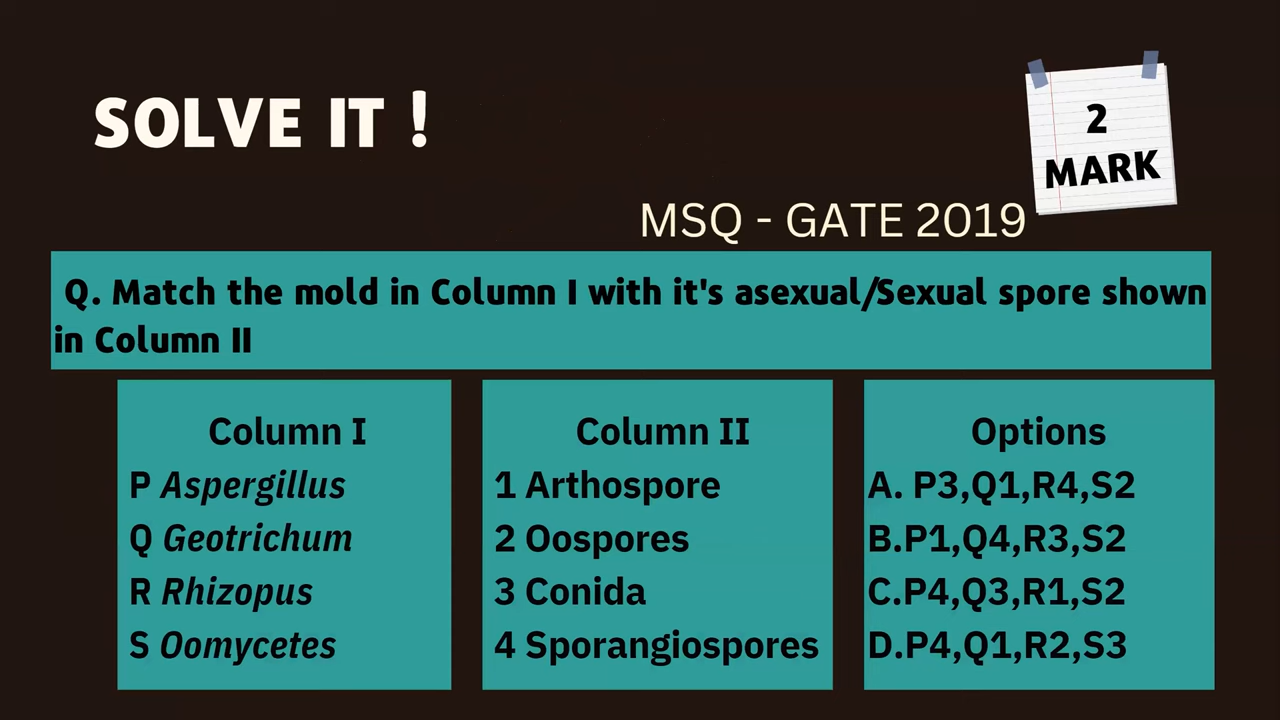 SOLVE IT !
2
MARK
MSQ - GATE 2019
Q. Match the mold in Column I with it's asexual/Sexual spore shown
in Column II
Column I
P Aspergillus
Q Geotrichum
R Rhizopus
S Oomycetes
Column II
1 Arthospore
2 Oospores
3 Conida
4 Sporangiospores
Options
A. P3,Q1,R4,S2
B.P1,Q4,R3,S2
C.P4,Q3,R1,S2
D.P4,Q1,R2,S3